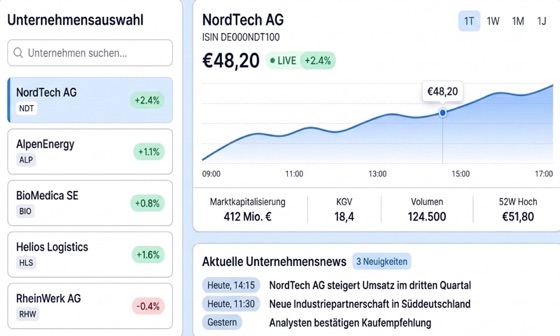 Unternehmensauswahl
Unternehmen suchen...
NordTech AG
NDT
+2.4%
AlpenEnergy
ALP
+1.1%
BioMedica SE
BIO
+0.8%
Helios Logistics
HLS
+1.6%
RheinWerk AG
RHW
-0.4%
NordTech AG
ISIN DE000NDT100
1T 1W 1M 1J
€48,20 LIVE +2.4%
€48,20
09:00 11:00 13:00 15:00 17:00
Marktkapitalisierung KGV Volumen 52W Hoch
412 Mio. € 18,4 124.500 €51,80
Aktuelle Unternehmensnews 3 Neuigkeiten
Heute, 14:15 NordTech AG steigert Umsatz im dritten Quartal
Heute, 11:30 Neue Industriepartnerschaft in Süddeutschland
Gestern Analysten bestätigen Kaufempfehlung